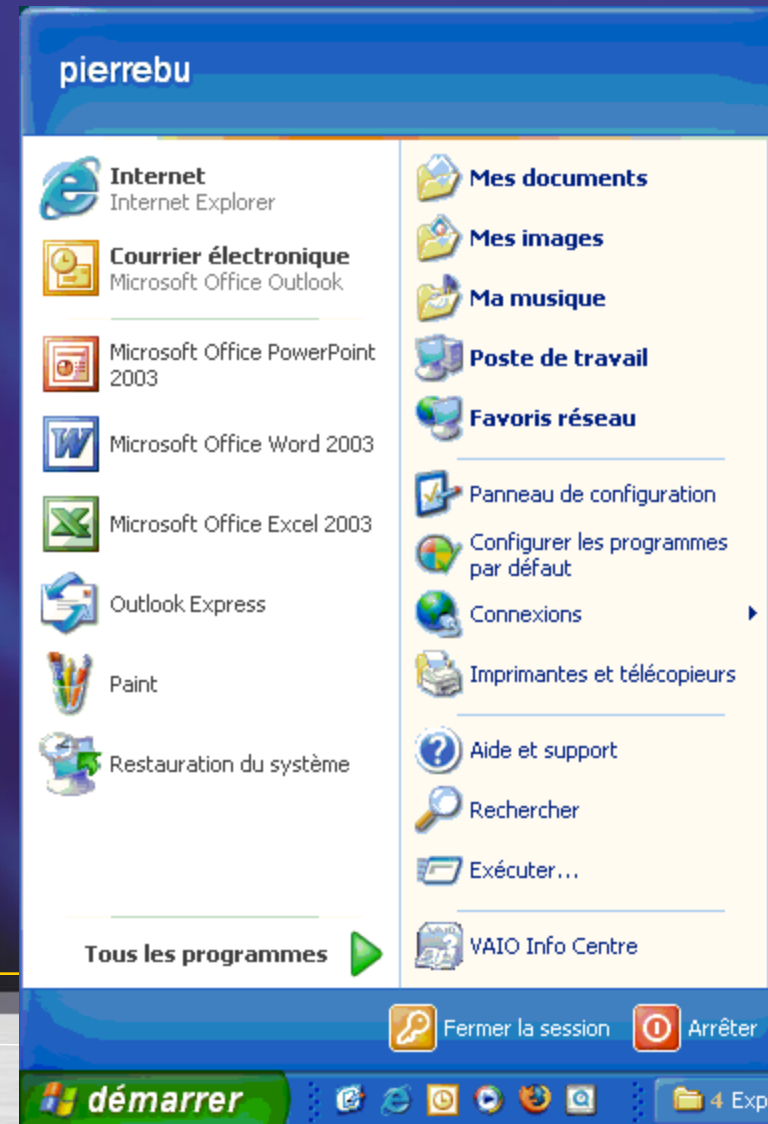 pierrebu
Internet
Internet Explorer
Courrier électronique
Microsoft Office Outlook
Microsoft Office PowerPoint
2003
Microsoft Office Word 2003
Microsoft Office Excel 2003
Outlook Express
Paint
Restauration du système
Tous les programmes
Mes documents
Mes images
Ma musique
Poste de travail
Favoris réseau
Panneau de configuration
Configurer les programmes
par défaut
Connexions
Imprimantes et télécopieurs
Aide et support
Rechercher
Exécuter...
VAIO Info Centre
Fermer la session
Arrêter
démarrer
4 Exp